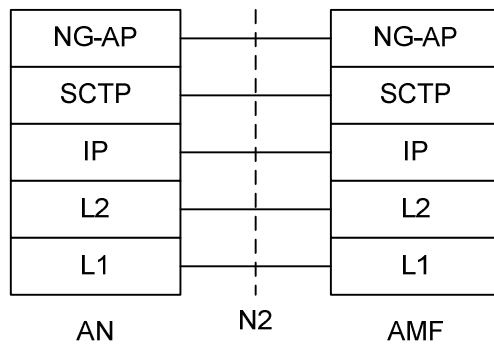 NG-AP NG-AP
SCTP SCTP
IP IP
L2 L2
L1 L1
AN N2 AMF